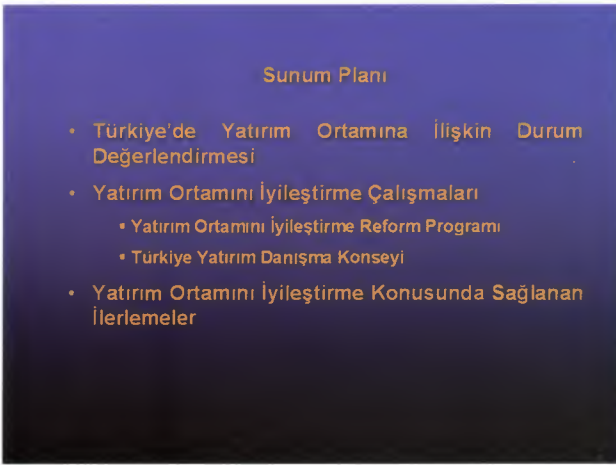 Sunum Planı
• Türkiye'de Yatırım Ortamına İlişkin Durum
Değerlendirmesi
• Yatırım Ortamını İyileştirme Çalışmaları
• Yatırım Ortamını İyileştirme Reform Programı
• Türkiye Yatırım Danışma Konseyi
• Yatırım Ortamını İyileştirme Konusunda Sağlanan
İlerlemeler